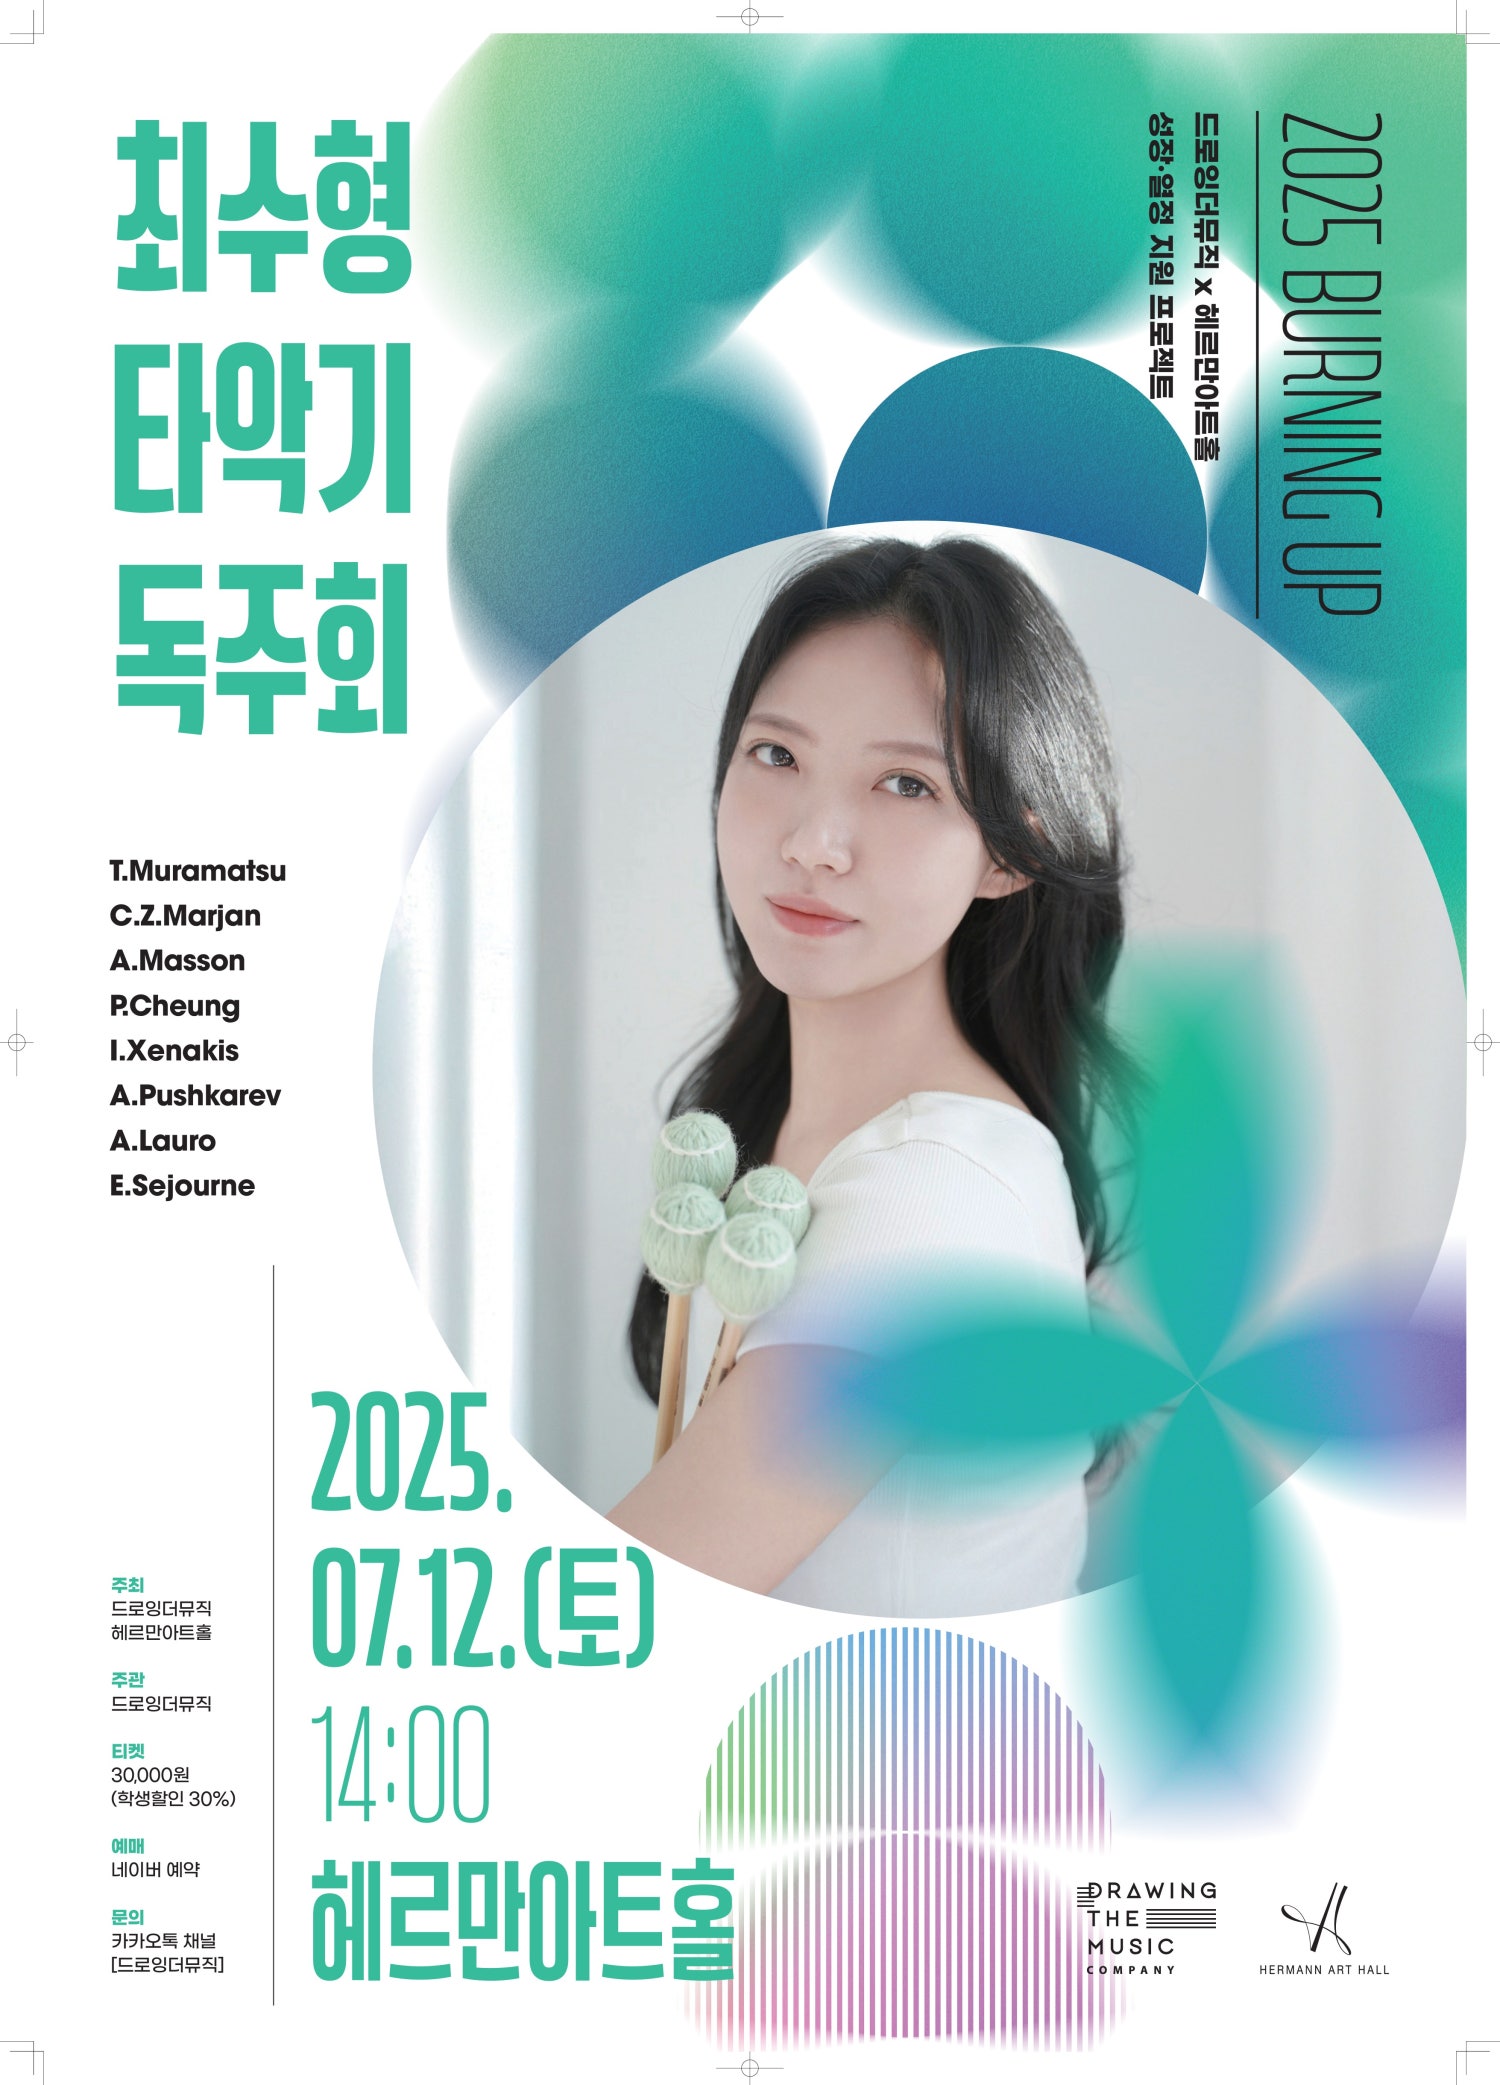 최수형
타악기
독주회
2025 BURNING UP
드로잉더뮤직 x 헤르만아트홀
성장·열정 지원 프로젝트
T.Muramatsu
C.Z.Marjan
A.Masson
P.Cheung
I.Xenakis
A.Pushkarev
A.Lauro
E.Sejourne
2025.
07.12.(토)
14:00
헤르만아트홀
주최
드로잉더뮤직
헤르만아트홀
주관
드로잉더뮤직
티켓
30,000원
(학생할인 30%)
예매
네이버 예약
문의
카카오톡 채널
[드로잉더뮤직]
DRAWING
THE
MUSIC
COMPANY
HERMANN ART HALL